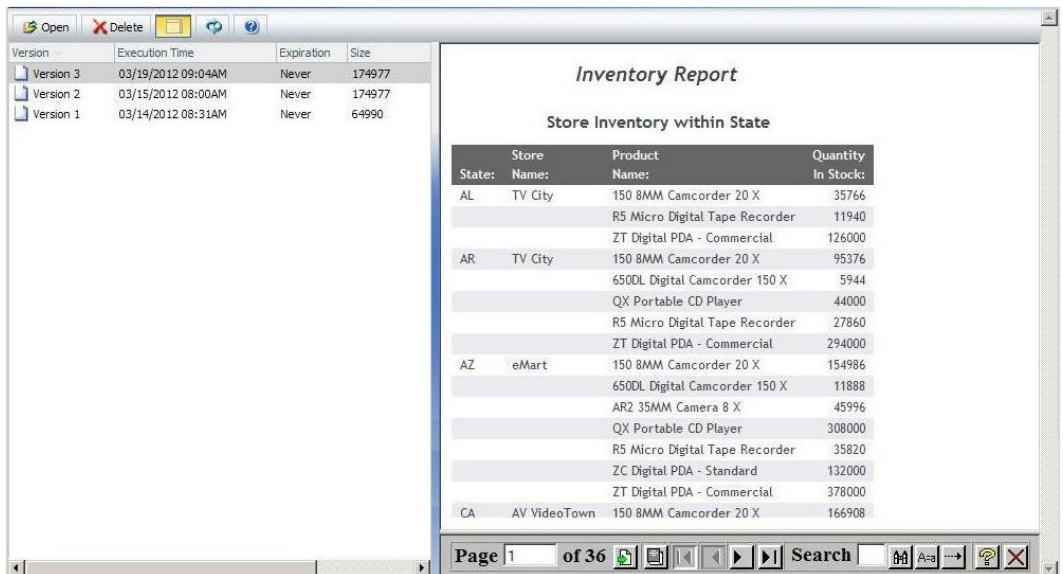 Open Delete
Version Execution Time Expiration Size
Version 3 03/19/2012 09:04AM Never 174977
Version 2 03/15/2012 08:00AM Never 174977
Version 1 03/14/2012 08:31AM Never 64990
Inventory Report
Store Inventory within State
Store Product Quantity
State: Name: Name: In Stock:
AL TV City 150 8MM Camcorder 20 X 35766
R5 Micro Digital Tape Recorder 11940
ZT Digital PDA - Commercial 126000
AR TV City 150 8MM Camcorder 20 X 95376
650DL Digital Camcorder 150 X 5944
QX Portable CD Player 44000
R5 Micro Digital Tape Recorder 27860
ZT Digital PDA - Commercial 294000
AZ eMart 150 8MM Camcorder 20 X 154986
650DL Digital Camcorder 150 X 11888
AR2 35MM Camera 8 X 45996
QX Portable CD Player 308000
R5 Micro Digital Tape Recorder 35820
ZC Digital PDA - Standard 132000
ZT Digital PDA - Commercial 378000
CA AV VideoTown 150 8MM Camcorder 20 X 166908
Page 1 of 36 Search A=a